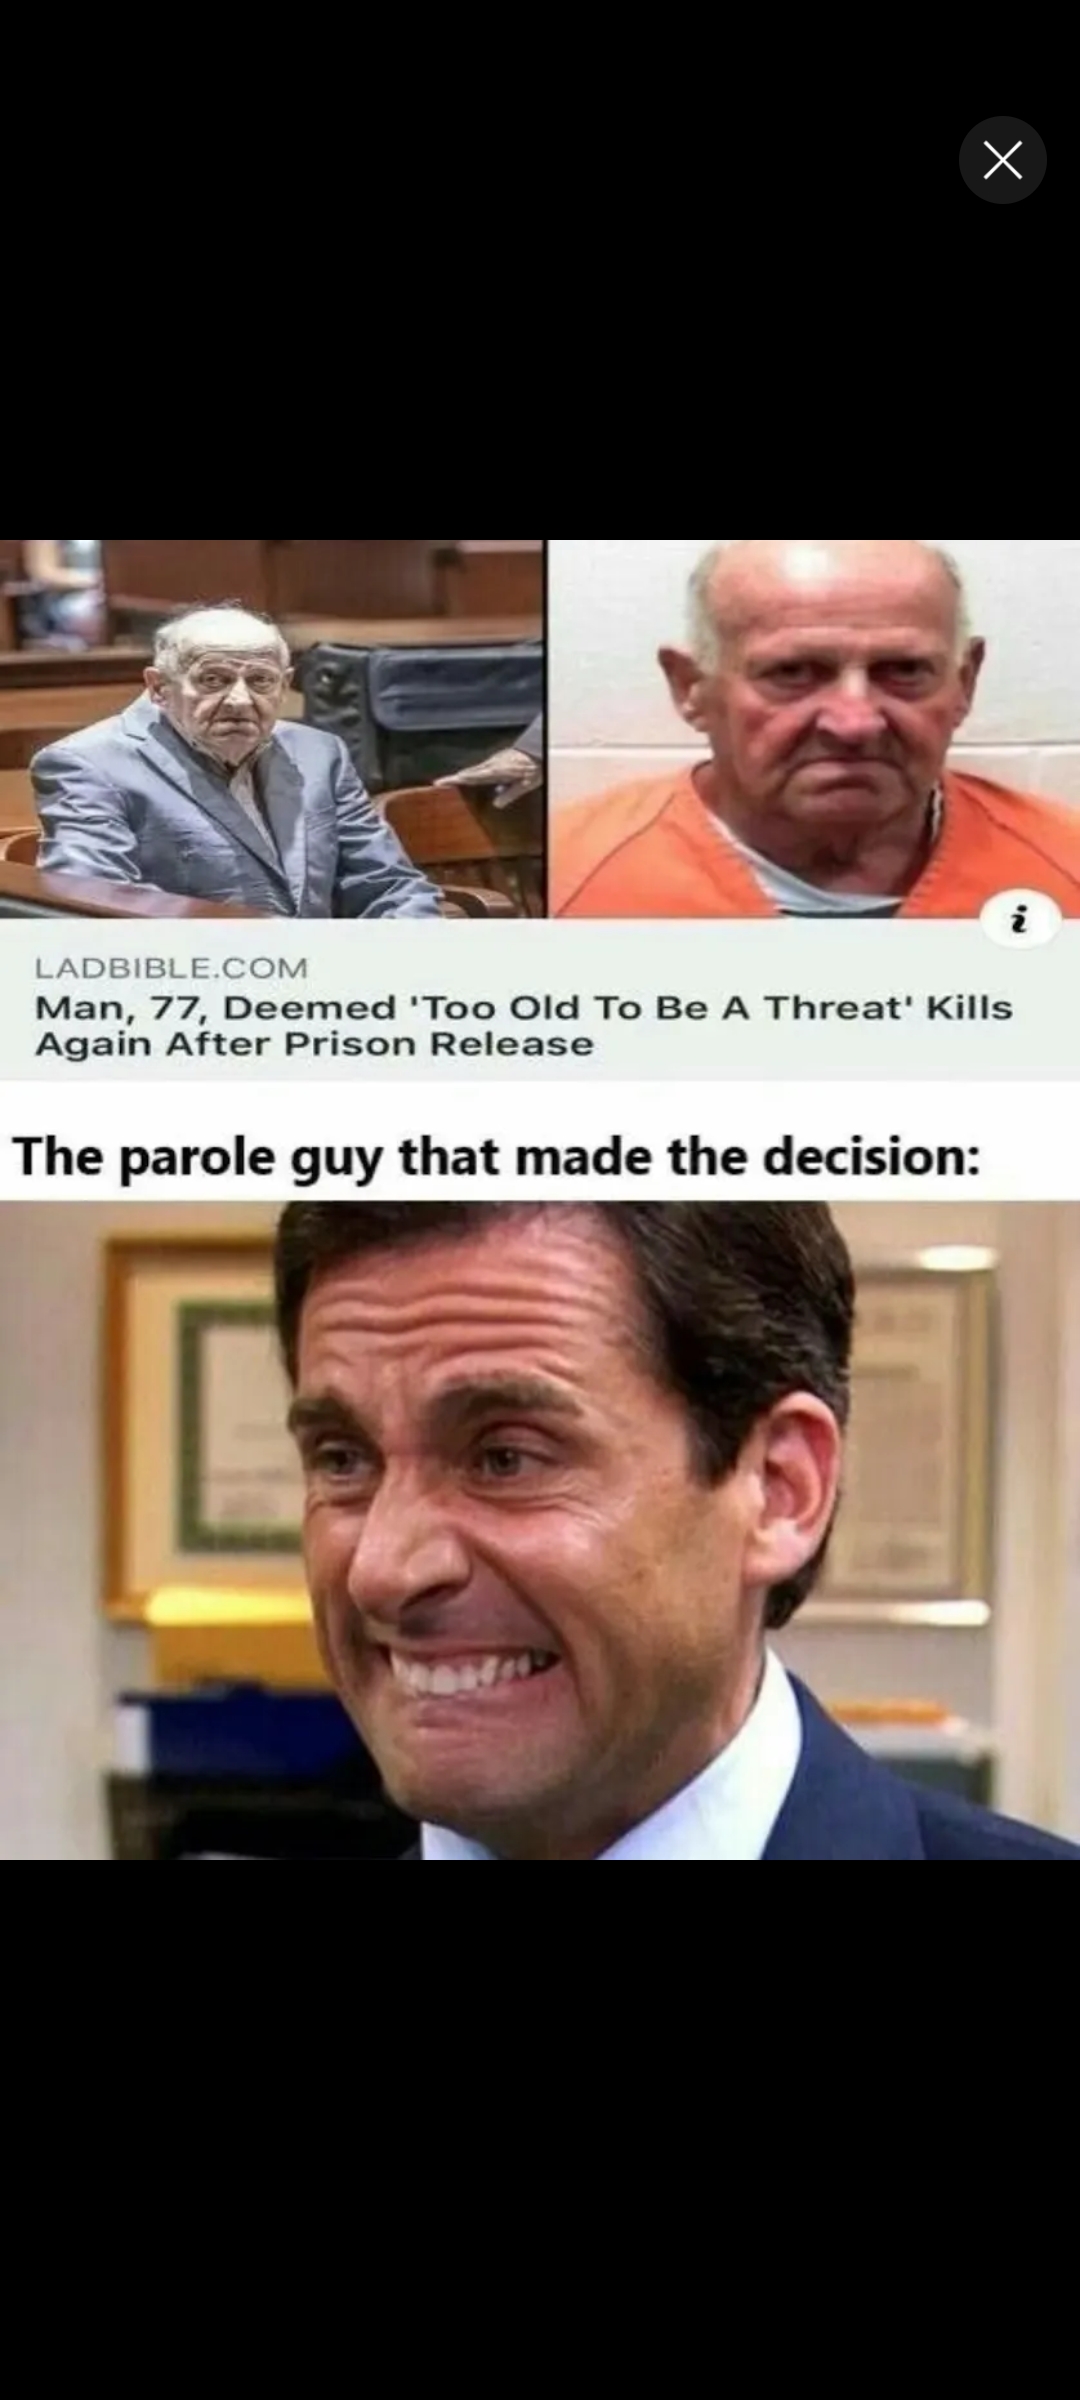 LADBIBLE.COM
Man, 77, Deemed 'Too Old To Be A Threat' Kills
Again After Prison Release
The parole guy that made the decision: